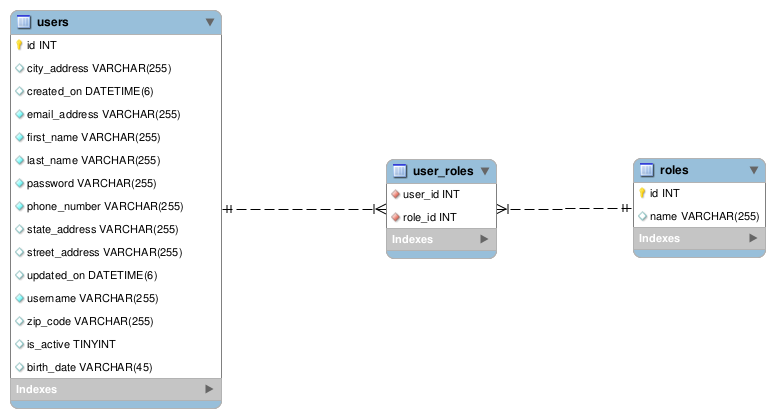 users
id INT
city_address VARCHAR(255)
created_on DATETIME(6)
email_address VARCHAR(255)
first_name VARCHAR(255)
last_name VARCHAR(255)
password VARCHAR(255)
phone_number VARCHAR(255)
state_address VARCHAR(255)
street_address VARCHAR(255)
updated_on DATETIME(6)
username VARCHAR(255)
zip_code VARCHAR(255)
is_active TINYINT
birth_date VARCHAR(45)
Indexes
user_roles
user_id INT
role_id INT
Indexes
roles
id INT
name VARCHAR(255)
Indexes